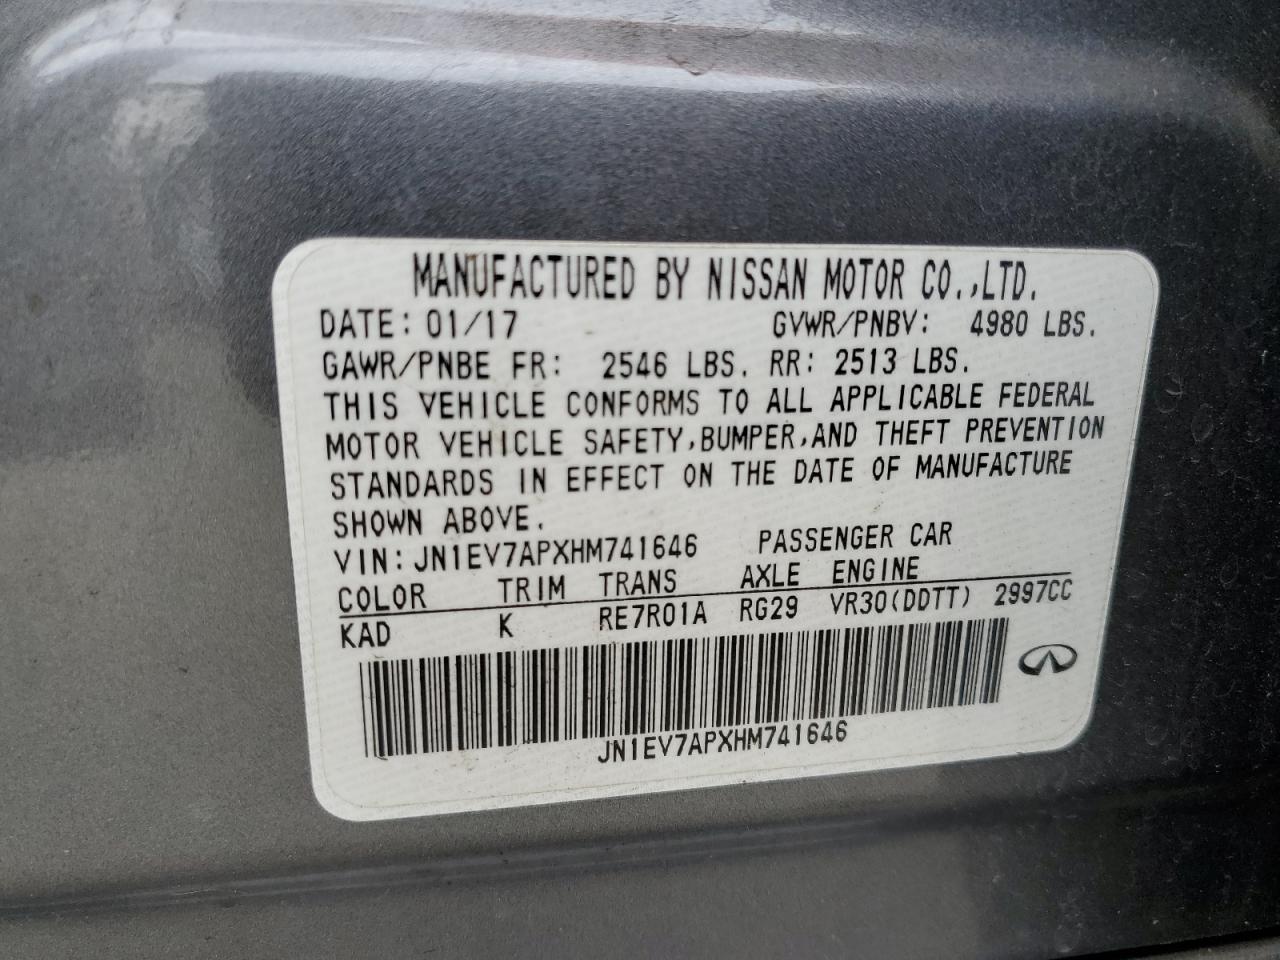 MANUFACTURED BY NISSAN MOTOR CO.,LTD.
DATE: 01/17 GVWR/PNBV: 4980 LBS.
GAWR/PNBE FR: 2546 LBS. RR: 2513 LBS.
THIS VEHICLE CONFORMS TO ALL APPLICABLE FEDERAL
MOTOR VEHICLE SAFETY,BUMPER,AND THEFT PREVENTION
STANDARDS IN EFFECT ON THE DATE OF MANUFACTURE
SHOWN ABOVE.
VIN:JN1EV7APXHM741646 PASSENGER CAR
COLOR TRIM TRANS AXLE ENGINE
KAD K RE7R01A RG29 VR30(DDTT) 2997CC
JN1EV7APXHM741646